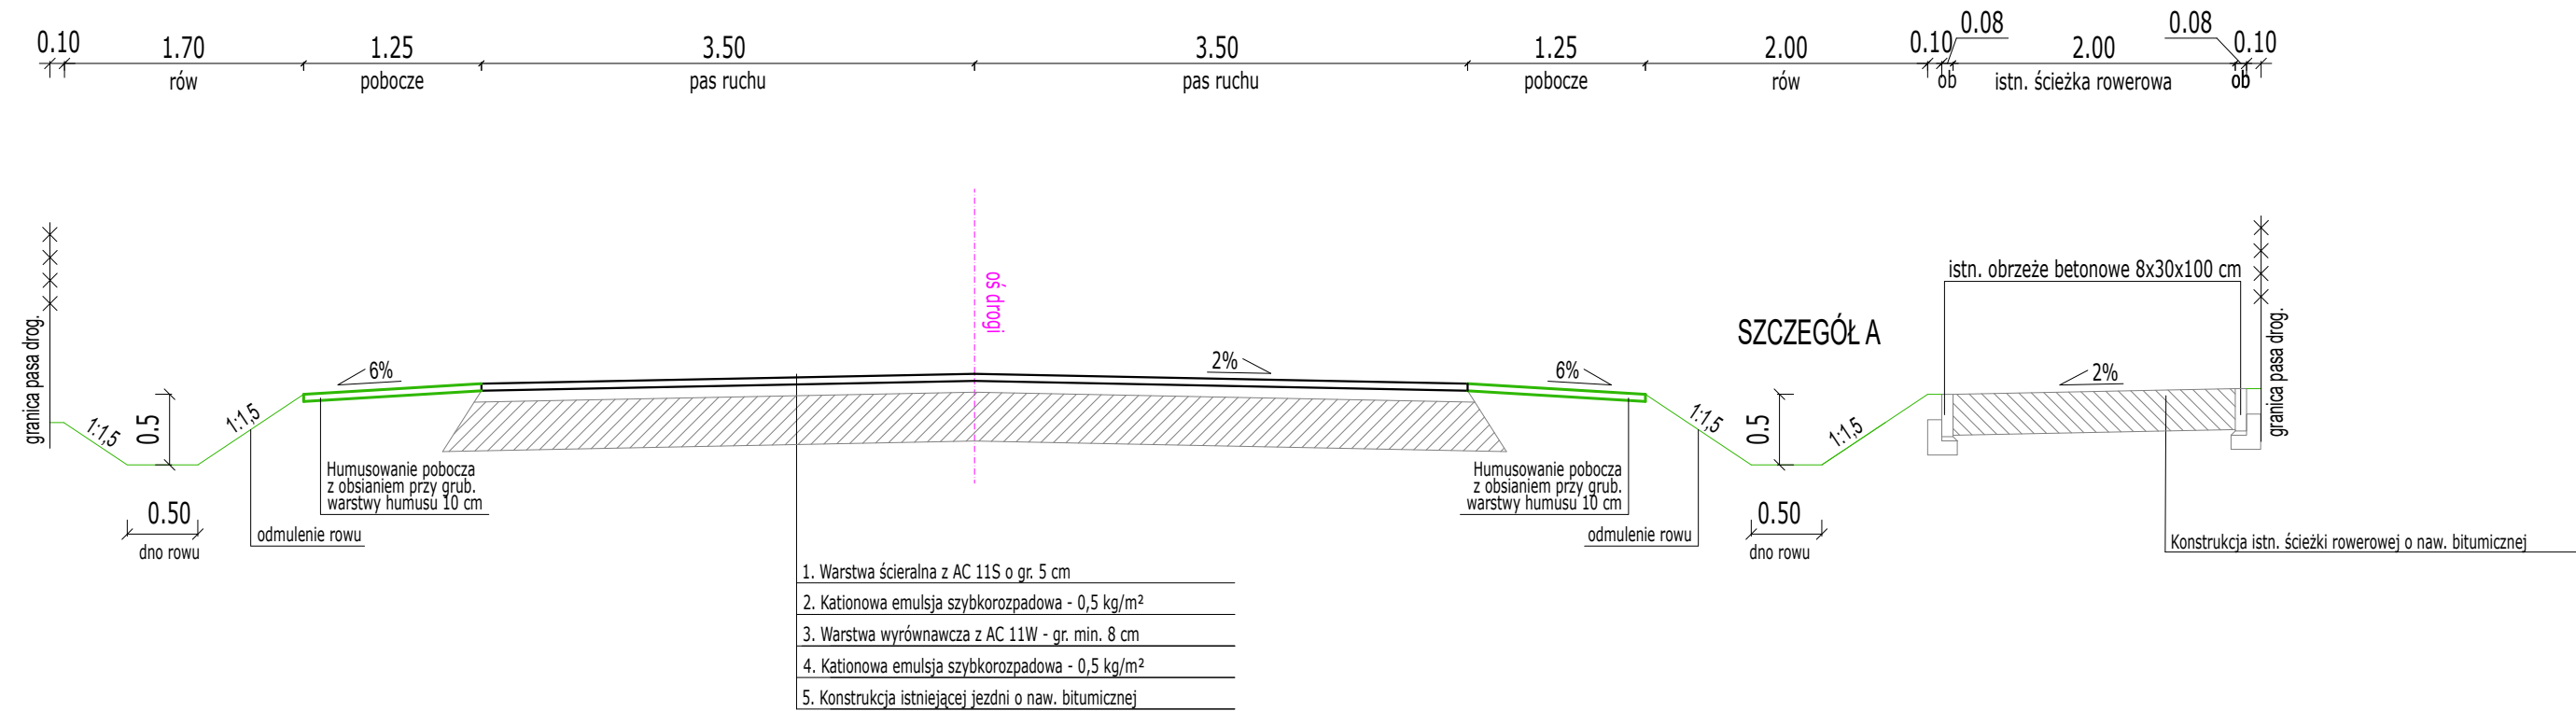 0.10 1.70 1.25 3.50 3.50 1.25 2.00 0.10 0.08 2.00 0.08 0.10
rów pobocze pas ruchu pas ruchu pobocze rów ob istn. ścieżka rowerowa ob
oś drogi
istn. obrzeże betonowe 8x30x100 cm
SZCZEGÓŁ A
granica pasa drog.
granica pasa drog.
6% 2% 6% 2%
1:1,5 0.5 1:1,5 1:1,5 0.5 1:1,5
Humusowanie pobocza
z obsianiem przy grub.
warstwy humusu 10 cm
Humusowanie pobocza
z obsianiem przy grub.
warstwy humusu 10 cm
0.50
dno rowu
odmulenie rowu
odmulenie rowu
0.50
dno rowu
Konstrukcja istn. ścieżki rowerowej o naw. bitumicznej
1. Warstwa ścieralna z AC 11S o gr. 5 cm
2. Kationowa emulsja szybkorozpadowa - 0,5 kg/m²
3. Warstwa wyrównawcza z AC 11W - gr. min. 8 cm
4. Kationowa emulsja szybkorozpadowa - 0,5 kg/m²
5. Konstrukcja istniejącej jezdni o naw. bitumicznej